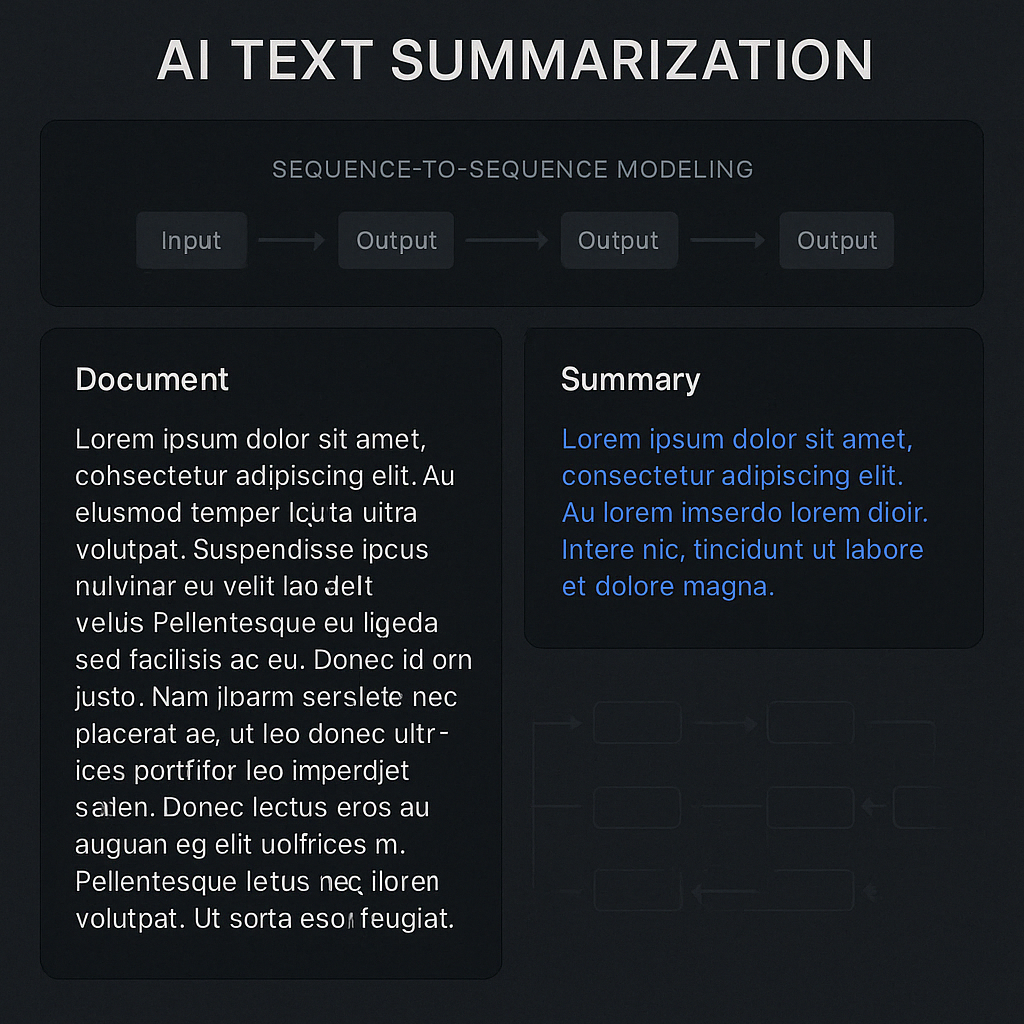 AI TEXT SUMMARIZATION
SEQUENCE-TO-SEQUENCE MODELING
Input
Output
Output
Output
Document
Lorem ipsum dolor sit amet,
cohsectetur adipiscing elit. Au
elusmod temper lcuta uitra
volutpat. Suspendisse ipcus
nulvinar eu velit lao delt
veluis Pellentesque eu ligeda
sed facilisis ac eu. Donec id orn
justo. Nam jlbarm serslete nec
placerat ae, ut leo donec ultr-
ices portfifor leo imperdjet
Donec lectus eros au
auguan eg elit uolfrices m.
Pellentesque letus nec iloren
volutpat. Ut sorta feugiat.
Summary
Lorem ipsum dolor sit amet,
consectetur adipiscing elit.
Au lorem imserdo lorem dioir.
Intere nic, tincidunt ut labore
et dolore magna.